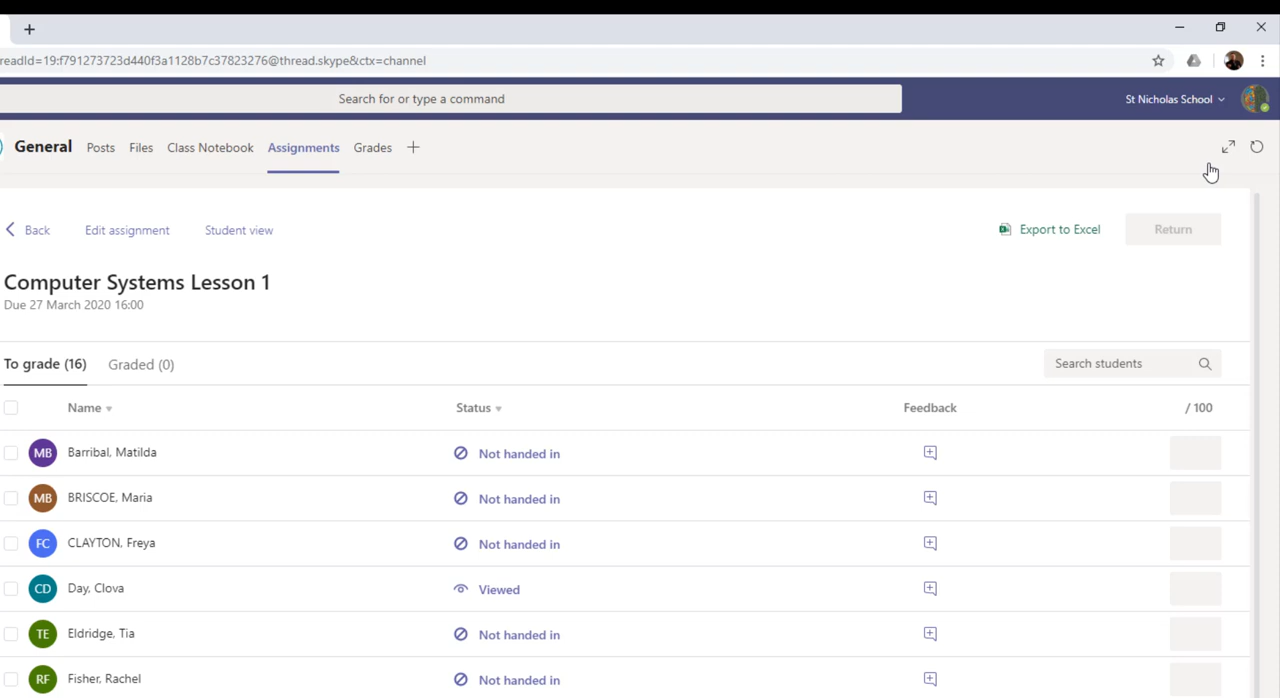 readId=19:f791273723d440f3a1128b7c37823276@thread.skype&ctx=channel
Search for or type a command
St Nicholas School
General Posts Files Class Notebook Assignments Grades
Back Edit assignment Student view Export to Excel Return
Computer Systems Lesson 1
Due 27 March 2020 16:00
To grade (16) Graded (0) Search students
Name Status Feedback / 100
MB Barribal, Matilda Not handed in
MB BRISCOE, Maria Not handed in
FC CLAYTON, Freya Not handed in
CD Day, Clova Viewed
TE Eldridge, Tia Not handed in
RF Fisher, Rachel Not handed in